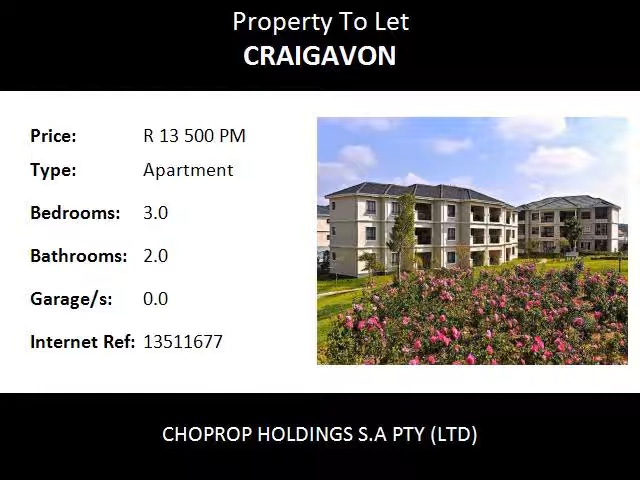 Property To Let
CRAIGAVON
Price: R 13 500 PM
Type: Apartment
Bedrooms: 3.0
Bathrooms: 2.0
Garage/s: 0.0
Internet Ref: 13511677
CHOPROP HOLDINGS S.A PTY (LTD)